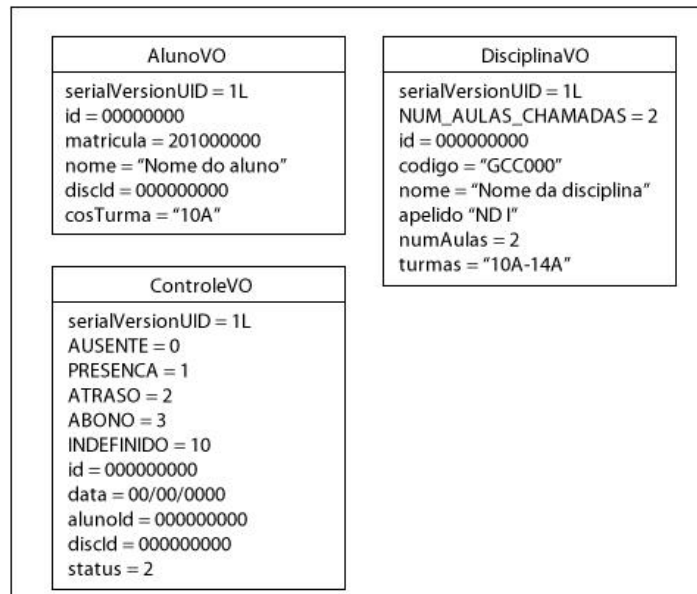 AlunoVO
serialVersionUID = 1L
id = 00000000
matricula = 201000000
nome = “Nome do aluno”
discId = 000000000
cosTurma = “10A”
DisciplinaVO
serialVersionUID = 1L
NUM_AULAS_CHAMADAS = 2
id = 000000000
codigo = “GCC000”
nome = “Nome da disciplina”
apelido “ND I”
numAulas = 2
turmas = “10A-14A”
ControleVO
serialVersionUID = 1L
AUSENTE = 0
PRESENCA = 1
ATRASO = 2
ABONO = 3
INDEFINIDO = 10
id = 000000000
data = 00/00/0000
alunoId = 000000000
discId = 000000000
status = 2